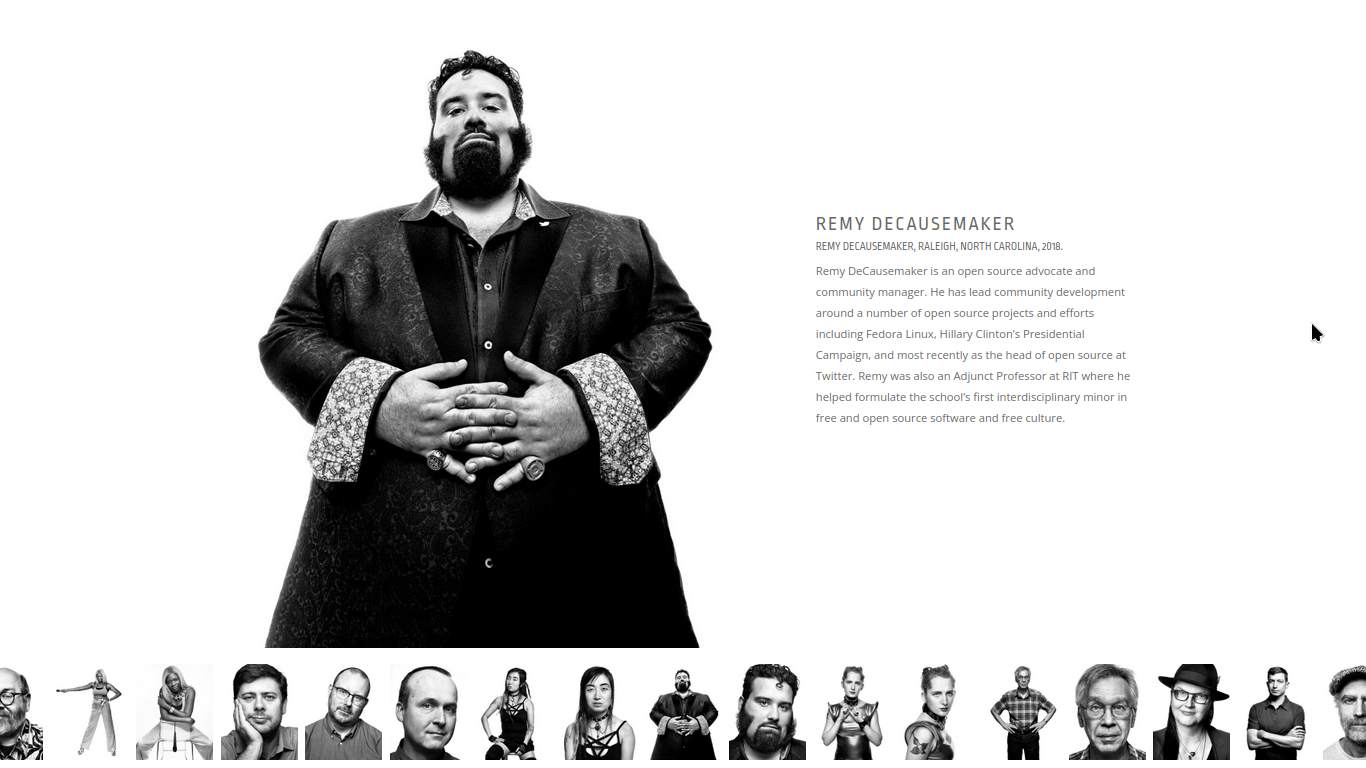 REMY DECAUSEMAKER
REMY DECAUSEMAKER, RALEIGH, NORTH CAROLINA, 2018.
Remy DeCausemaker is an open source advocate and
community manager. He has lead community development
around a number of open source projects and efforts
including Fedora Linux, Hillary Clinton’s Presidential
Campaign, and most recently as the head of open source at
Twitter. Remy was also an Adjunct Professor at RIT where he
helped formulate the school’s first interdisciplinary minor in
free and open source software and free culture.